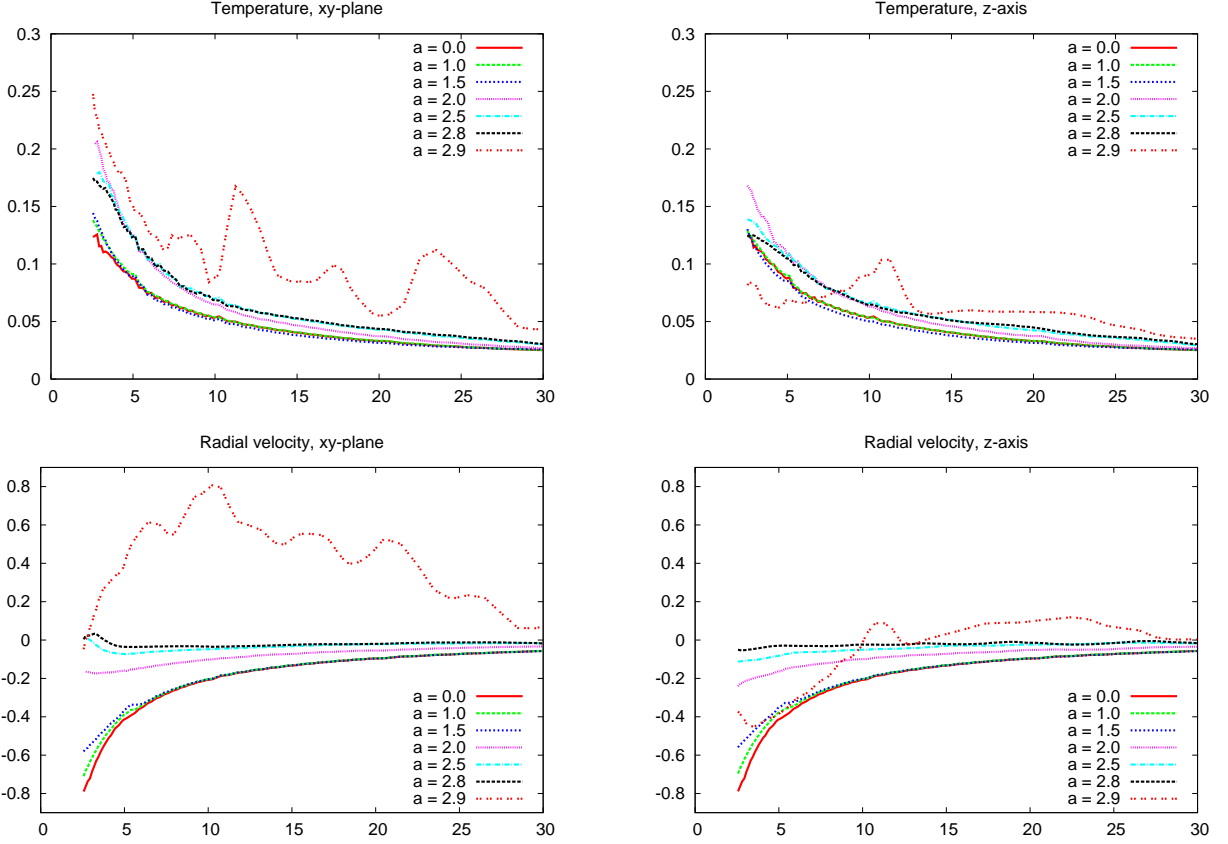 Temperature, xy-plane
0.3
0.25
0.2
0.15
0.1
0.05
0
0 5 10 15 20 25 30
a = 0.0
a = 1.0
a = 1.5
a = 2.0
a = 2.5
a = 2.8
a = 2.9
Temperature, z-axis
0.3
0.25
0.2
0.15
0.1
0.05
0
0 5 10 15 20 25 30
a = 0.0
a = 1.0
a = 1.5
a = 2.0
a = 2.5
a = 2.8
a = 2.9
Radial velocity, xy-plane
0.8
0.6
0.4
0.2
0
-0.2
-0.4
-0.6
-0.8
0 5 10 15 20 25 30
a = 0.0
a = 1.0
a = 1.5
a = 2.0
a = 2.5
a = 2.8
a = 2.9
Radial velocity, z-axis
0.8
0.6
0.4
0.2
0
-0.2
-0.4
-0.6
-0.8
0 5 10 15 20 25 30
a = 0.0
a = 1.0
a = 1.5
a = 2.0
a = 2.5
a = 2.8
a = 2.9